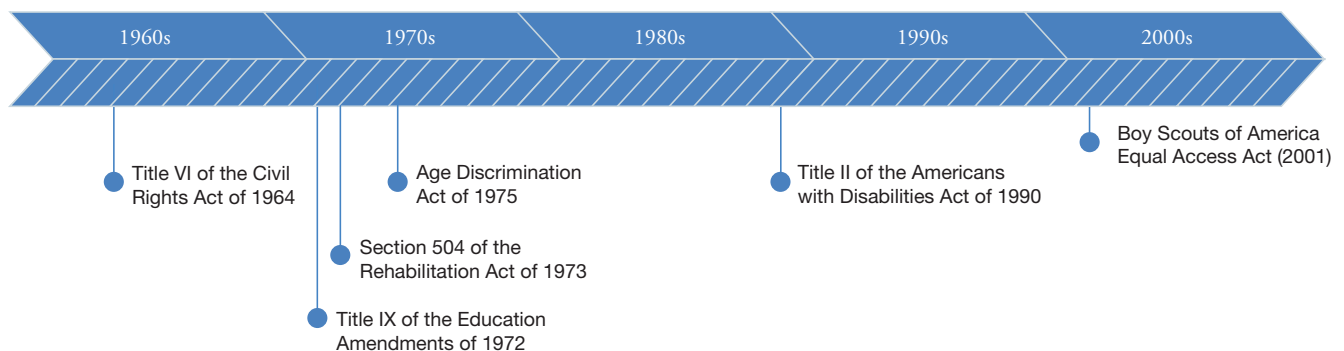 1960s
1970s
1980s
1990s
2000s
Title VI of the Civil
Rights Act of 1964
Age Discrimination
Act of 1975
Title II of the Americans
with Disabilities Act of 1990
Boy Scouts of America
Equal Access Act (2001)
Section 504 of the
Rehabilitation Act of 1973
Title IX of the Education
Amendments of 1972